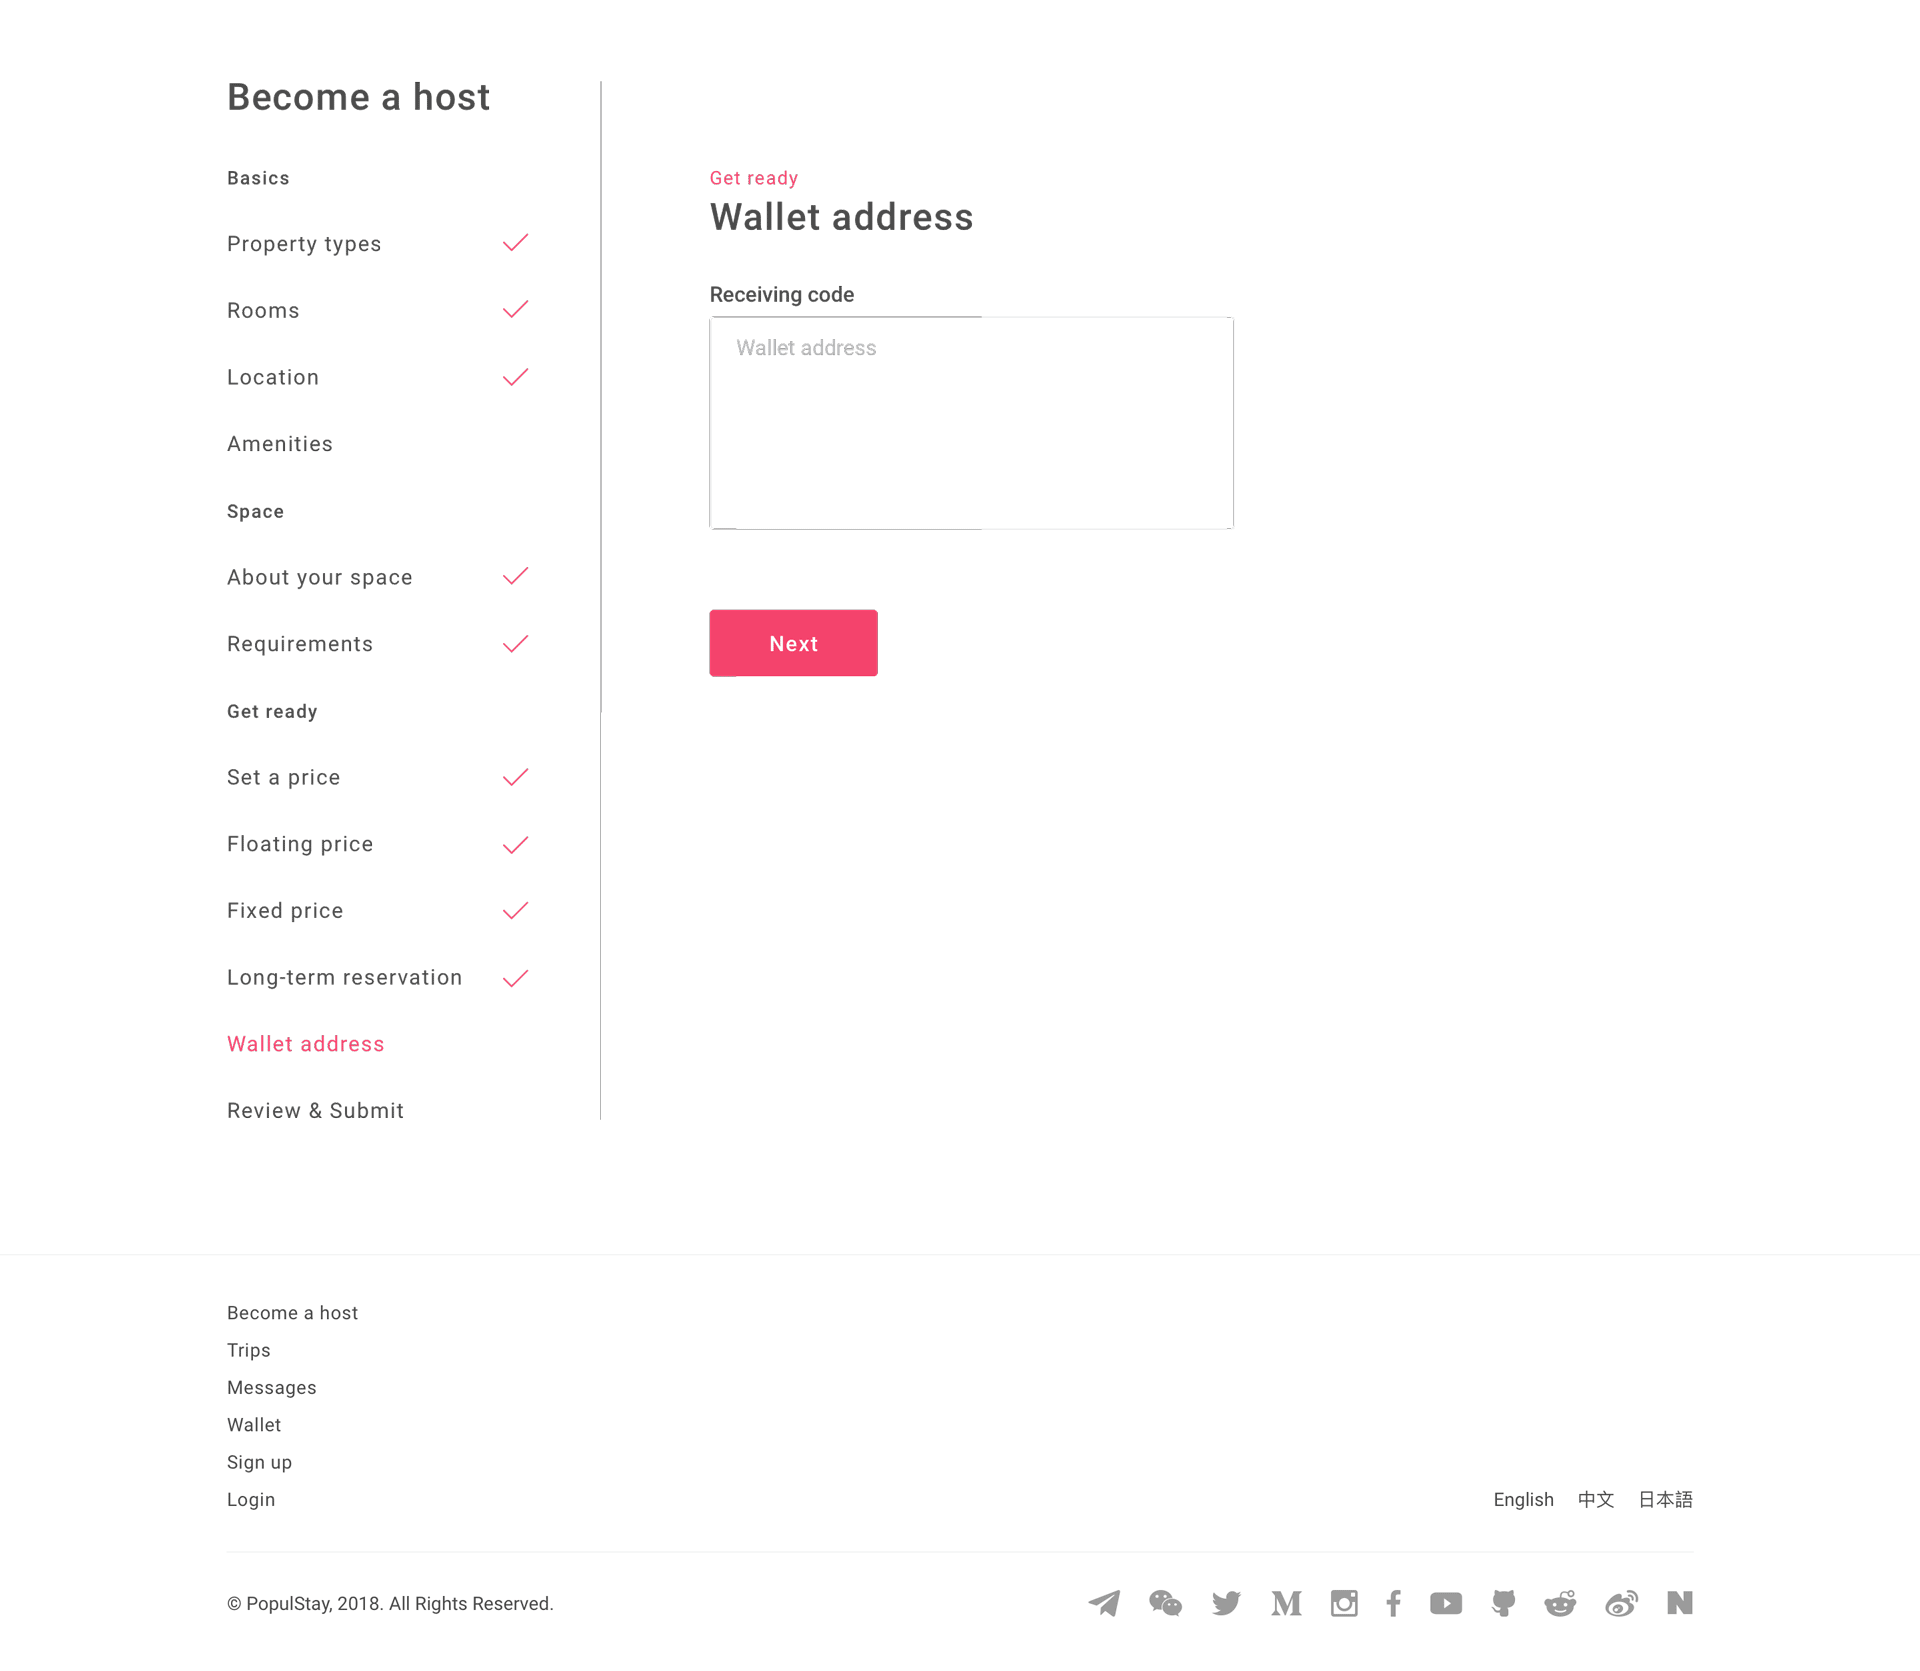 Become a host
Basics
Property types
Rooms
Location
Amenities
Space
About your space
Requirements
Get ready
Set a price
Floating price
Fixed price
Long-term reservation
Wallet address
Review & Submit
Get ready
Wallet address
Receiving code
Wallet address
Next
Become a host
Trips
Messages
Wallet
Sign up
Login
English 中文 日本語
© PopulStay, 2018. All Rights Reserved.